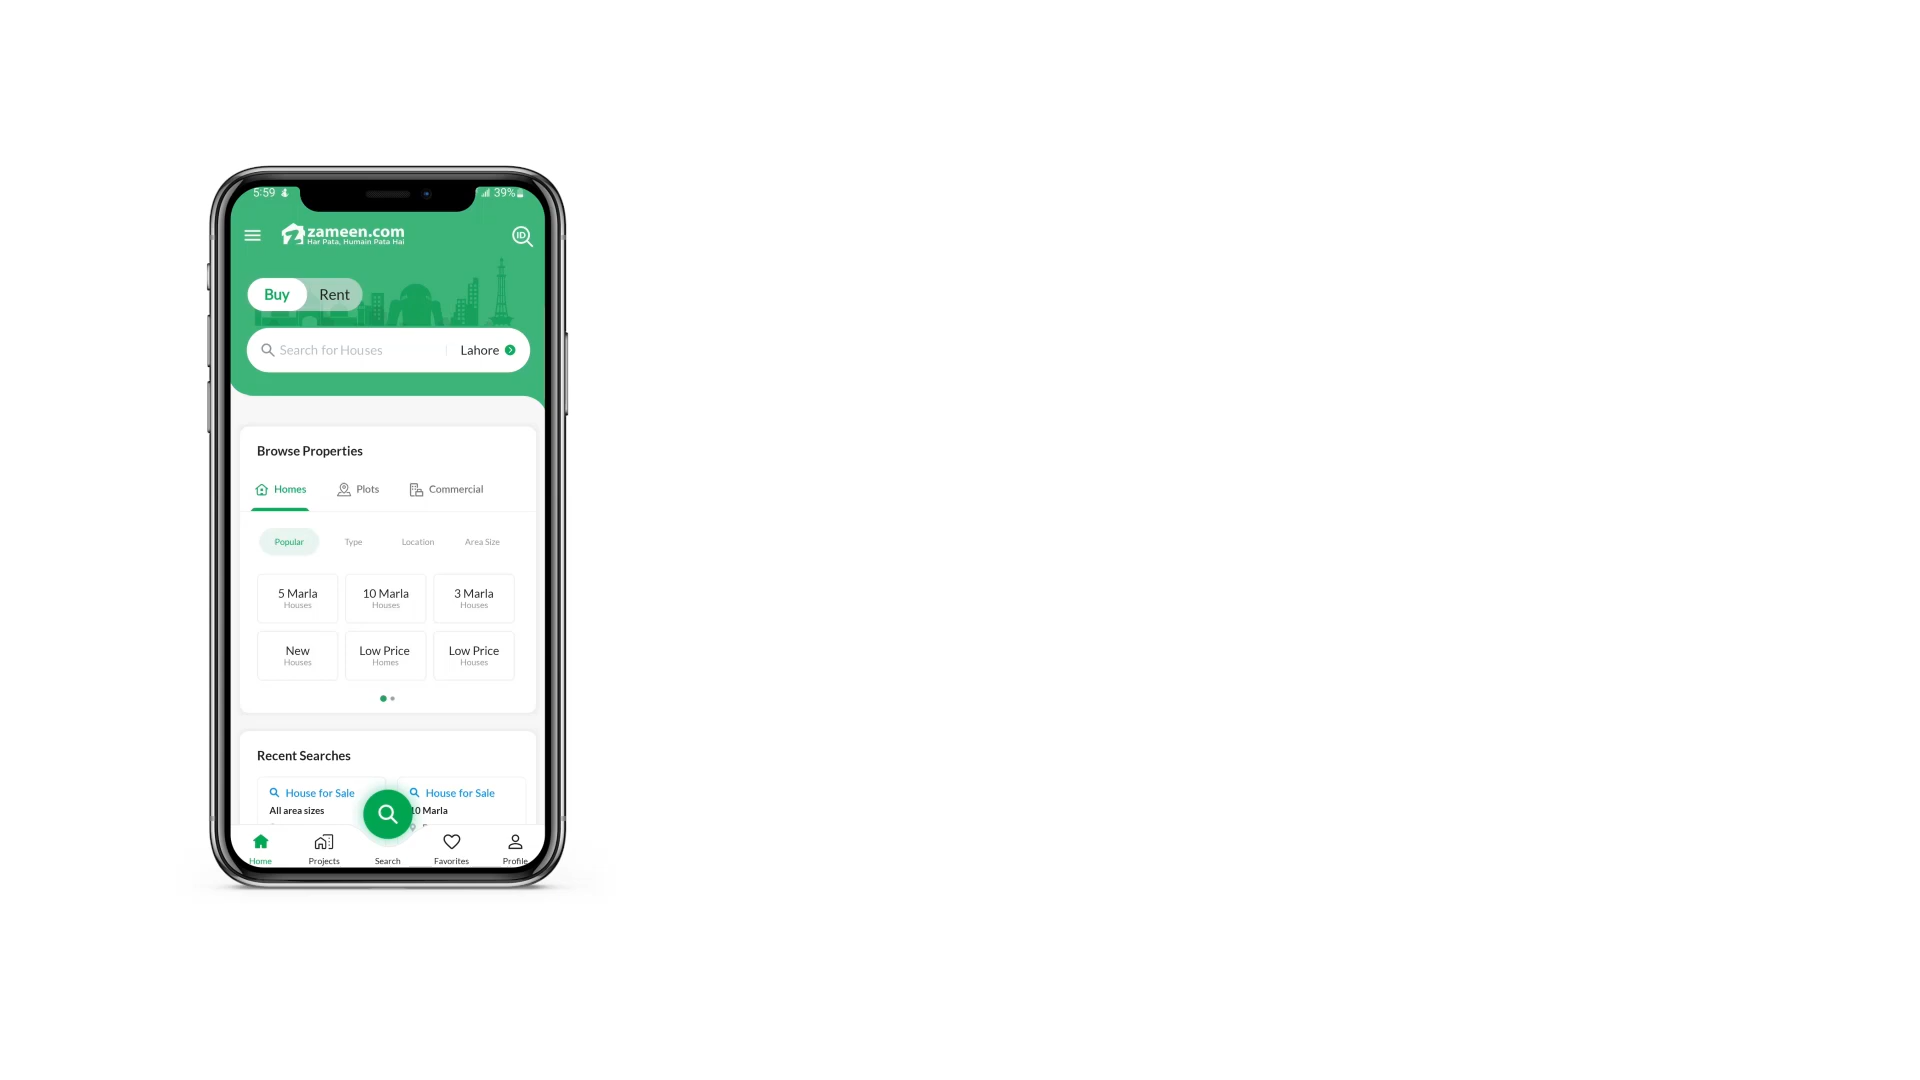 5:59
39%
zameen.com
Har Pata, Humain Pata Hai
ID
Buy
Rent
Search for Houses
Lahore
Browse Properties
Homes
Plots
Commercial
Popular
Type
Location
Area Size
5 Marla
Houses
10 Marla
Houses
3 Marla
Houses
New
Houses
Low Price
Homes
Low Price
Houses
Recent Searches
House for Sale
All area sizes
House for Sale
10 Marla
Home
Projects
Search
Favorites
Profile